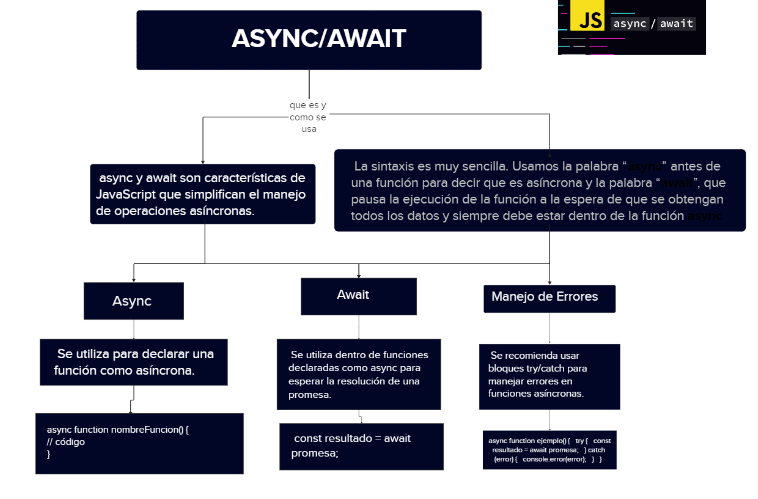 ASYNC/AWAIT
JS async / await
que es y
como se
usa
async y await son características de
JavaScript que simplifican el manejo
de operaciones asíncronas.
La sintaxis es muy sencilla. Usamos la palabra “async” antes de
una función para decir que es asíncrona y la palabra “await”, que
pausa la ejecución de la función a la espera de que se obtengan
todos los datos y siempre debe estar dentro de la función async
Async
Await
Manejo de Errores
Se utiliza para declarar una
función como asíncrona.
Se utiliza dentro de funciones
declaradas como async para
esperar la resolución de una
promesa.
Se recomienda usar
bloques try/catch para
manejar errores en
funciones asíncronas.
async function nombreFuncion() {
// código
}
const resultado = await
promesa;
async function ejemplo() { try { const
resultado = await promesa; } catch
(error) { console.error(error); } }